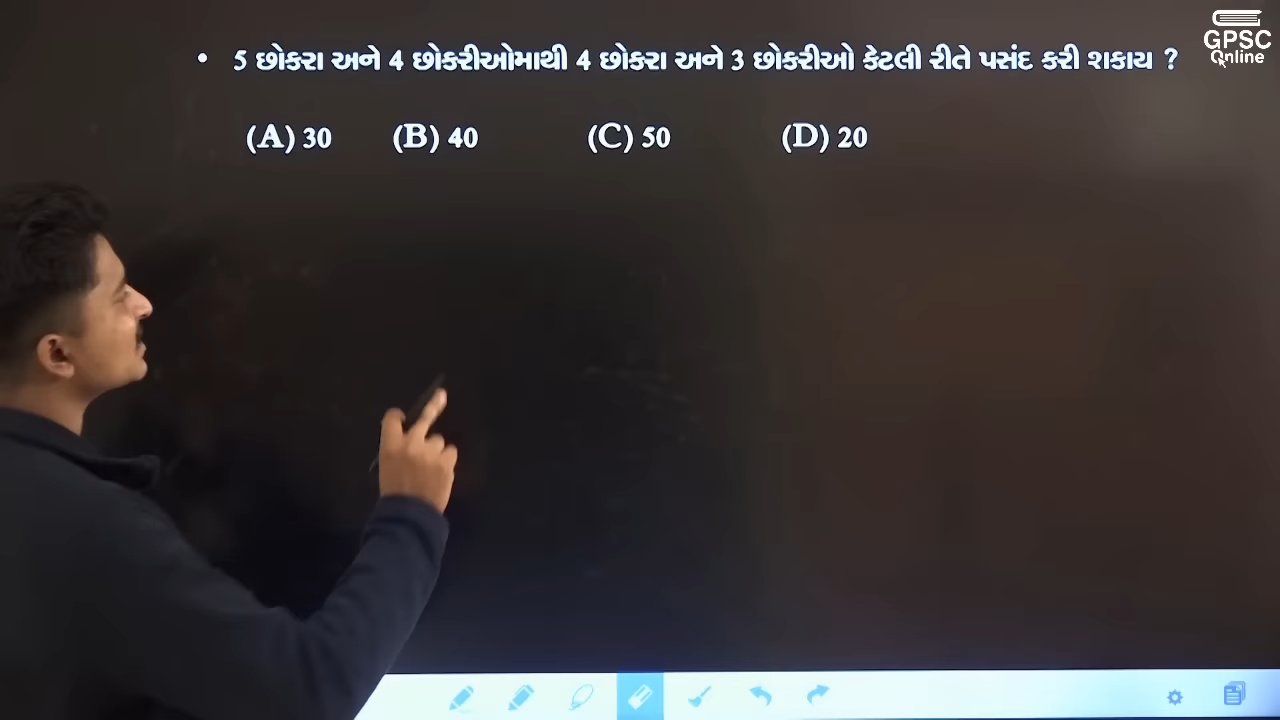 GPSC
Online
• 5 છોકરા અને 4 છોકરીઓમાથી 4 છોકરા અને 3 છોકરીઓ કેટલી રીતે પસંદ કરી શકાય ?
(A) 30 (B) 40 (C) 50 (D) 20